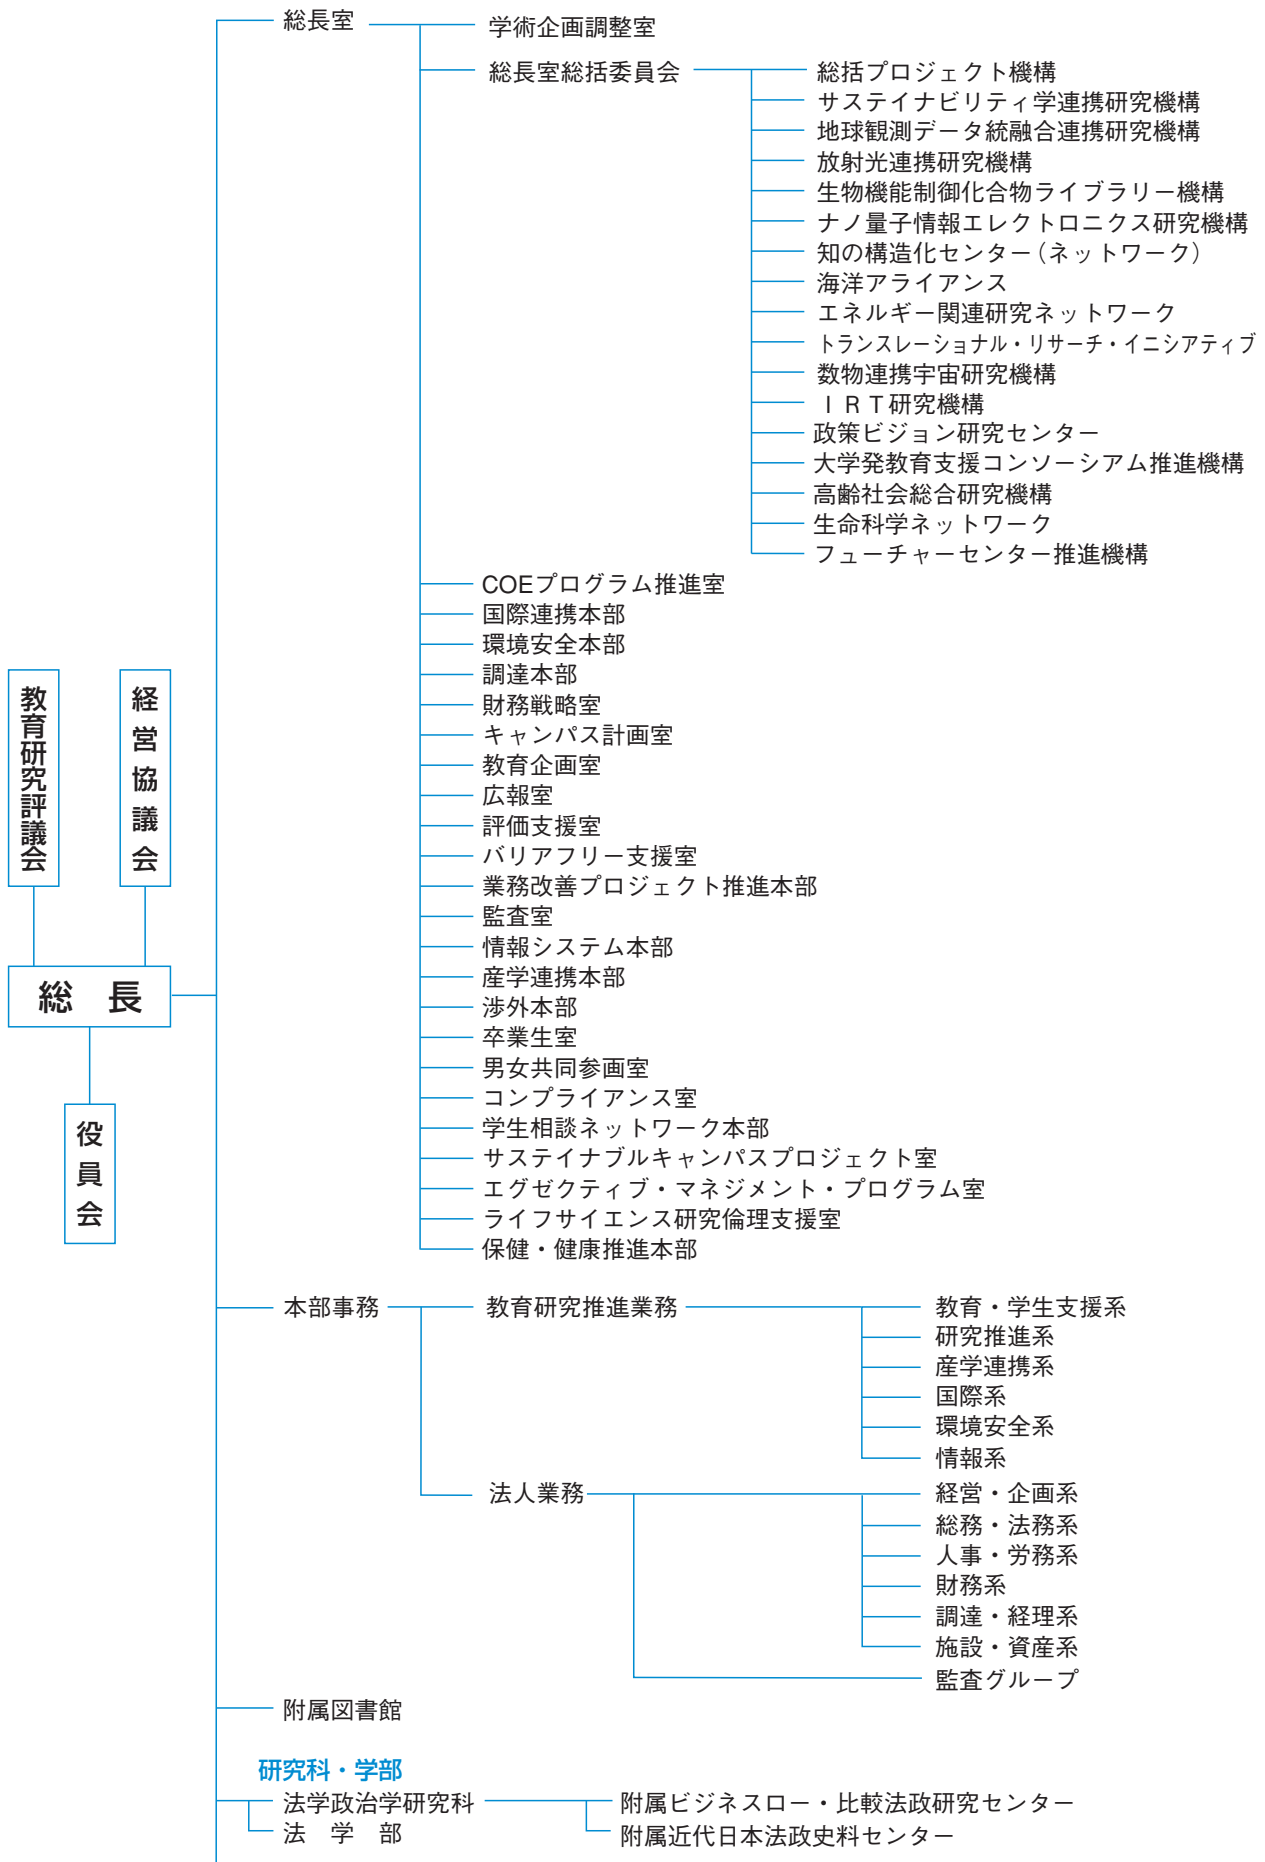 総長室
学術企画調整室
総長室総括委員会
総括プロジェクト機構
サステイナビリティ学連携研究機構
地球観測データ統融合連携研究機構
放射光連携研究機構
生物機能制御化合物ライブラリー機構
ナノ量子情報エレクトロニクス研究機構
知の構造化センター(ネットワーク)
海洋アライアンス
エネルギー関連研究ネットワーク
トランスレーショナル・リサーチ・イニシアティブ
数物連携宇宙研究機構
ＩＲＴ研究機構
政策ビジョン研究センター
大学発教育支援コンソーシアム推進機構
高齢社会総合研究機構
生命科学ネットワーク
フューチャーセンター推進機構
COEプログラム推進室
国際連携本部
環境安全本部
調達本部
財務戦略室
キャンパス計画室
教育企画室
広報室
評価支援室
バリアフリー支援室
業務改善プロジェクト推進本部
監査室
情報システム本部
産学連携本部
渉外本部
卒業生室
男女共同参画室
コンプライアンス室
学生相談ネットワーク本部
サステイナブルキャンパスプロジェクト室
エグゼクティブ・マネジメント・プログラム室
ライフサイエンス研究倫理支援室
保健・健康推進本部
教育研究評議会
経営協議会
総　長
役員会
本部事務
教育研究推進業務
教育・学生支援系
研究推進系
産学連携系
国際系
環境安全系
情報系
法人業務
経営・企画系
総務・法務系
人事・労務系
財務系
調達・経理系
施設・資産系
監査グループ
附属図書館
研究科・学部
法学政治学研究科
法　学　部
附属ビジネスロー・比較法政研究センター
附属近代日本法政史料センター